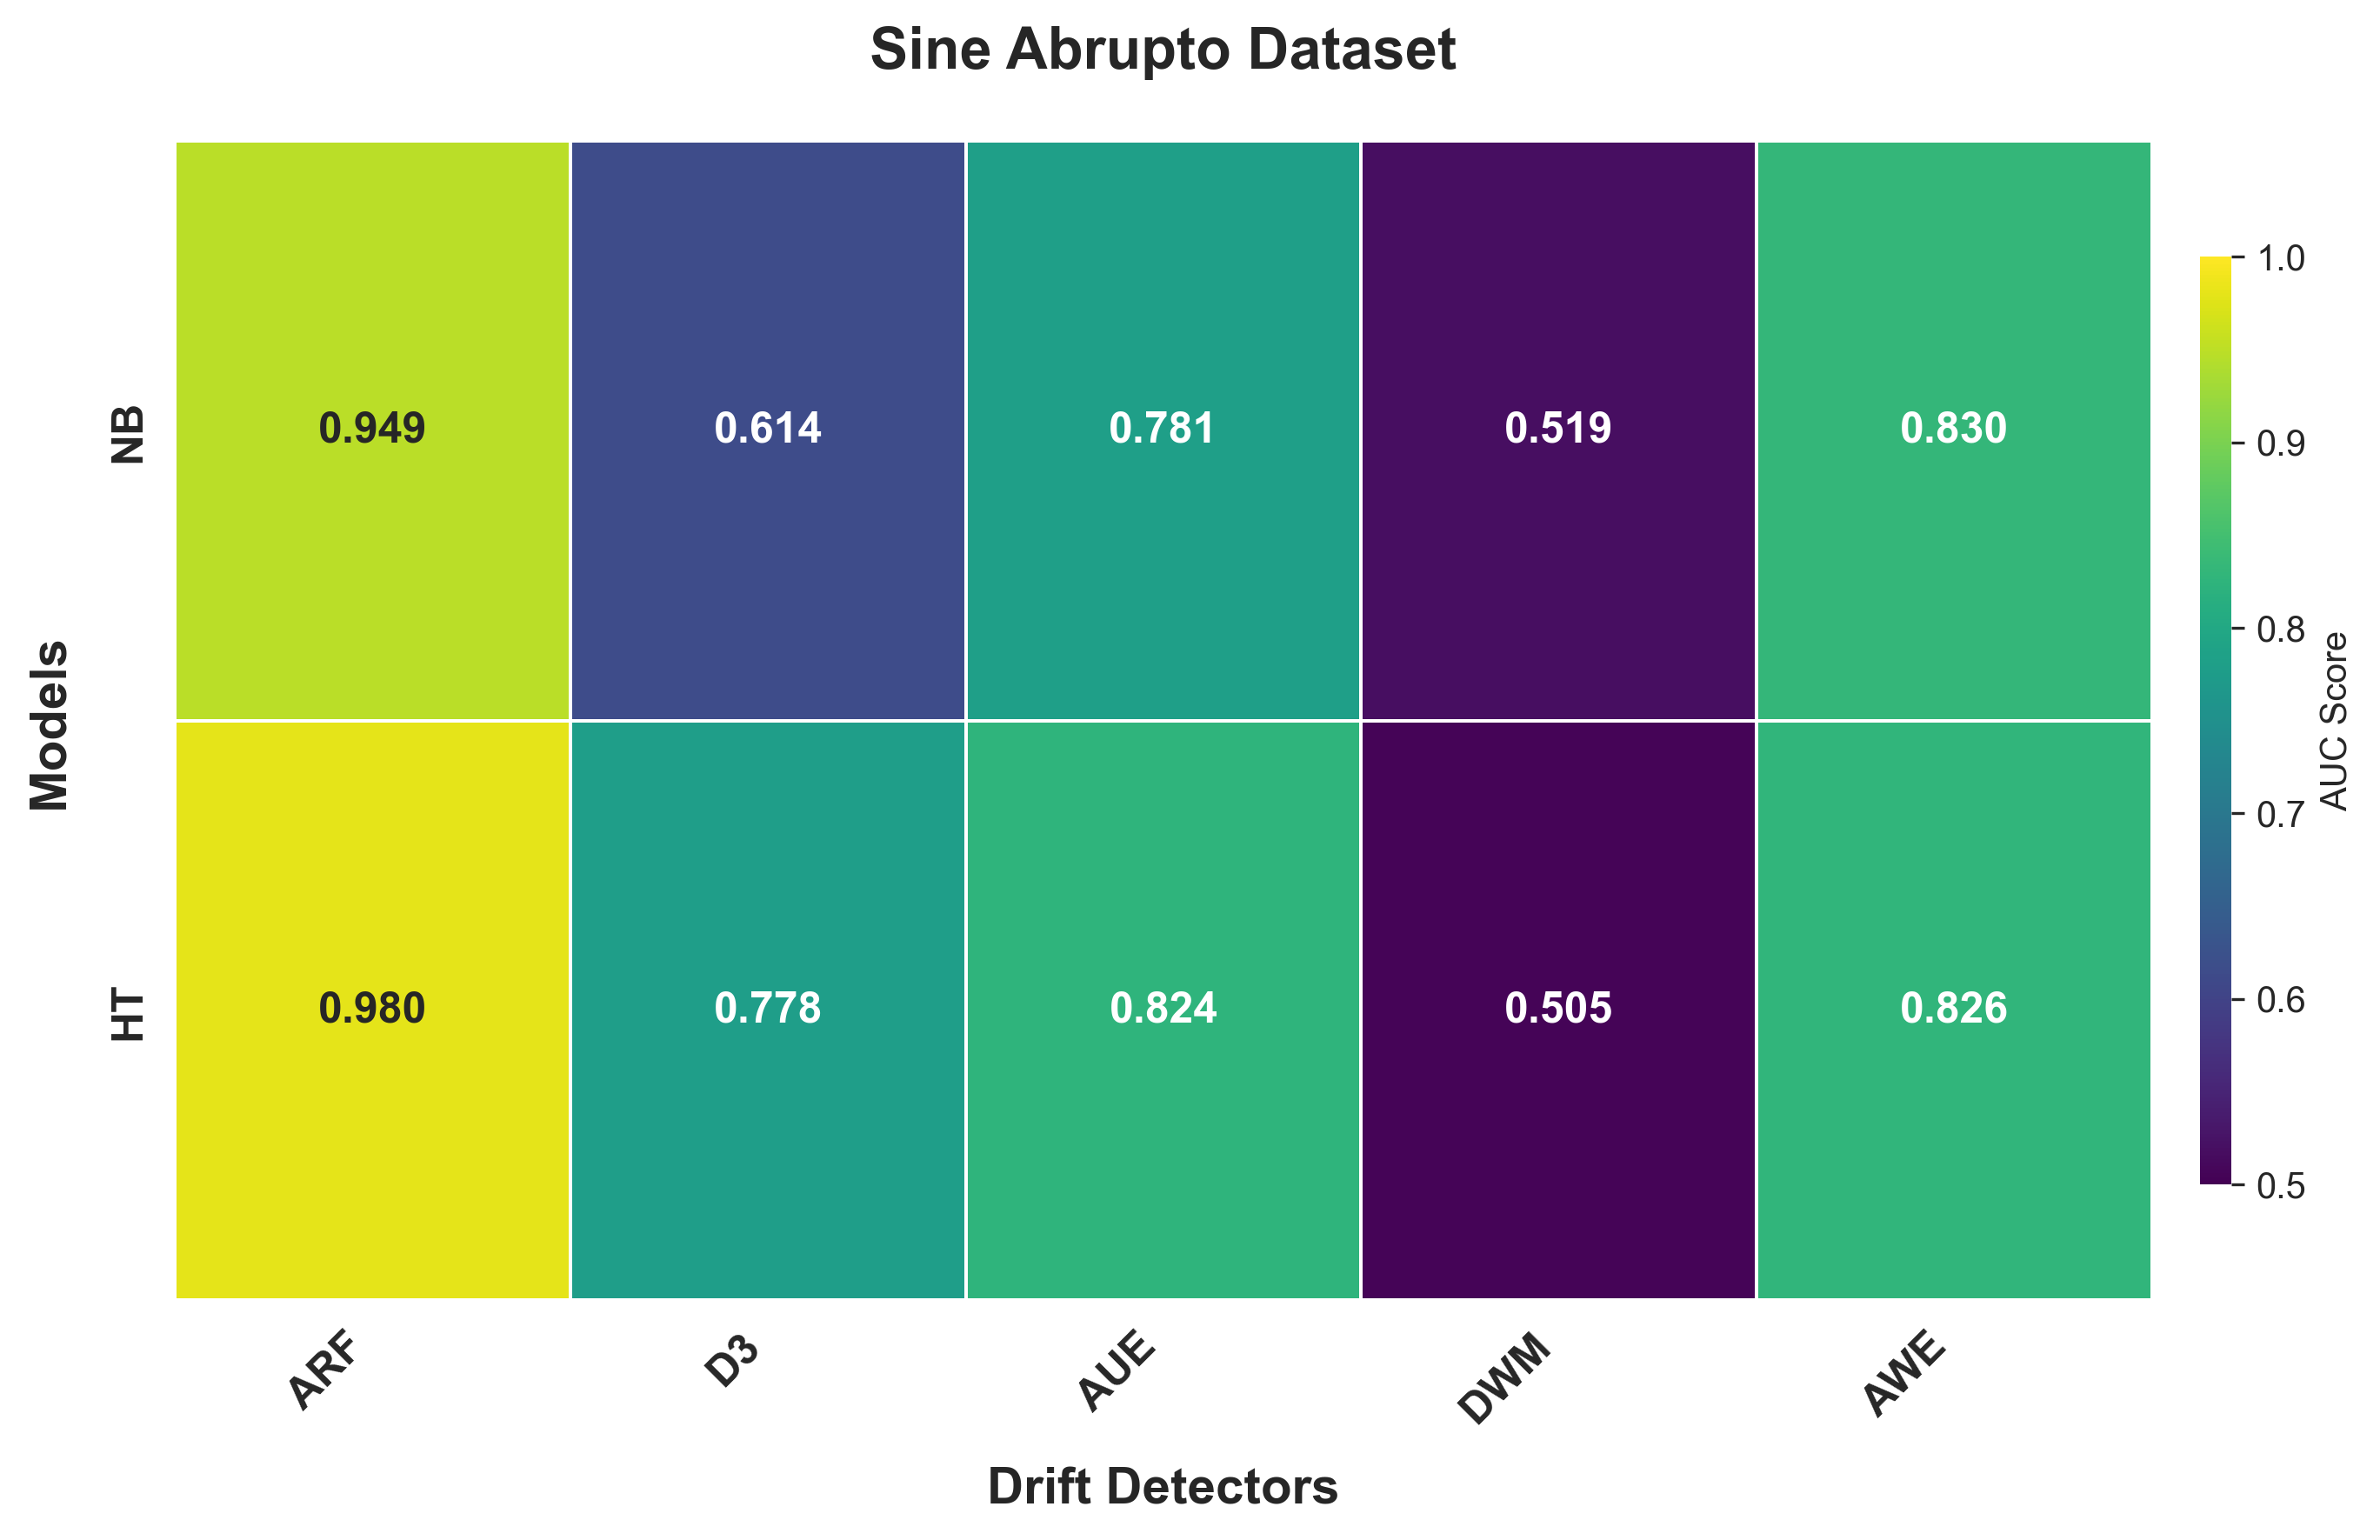 Sine Abrupto Dataset
Models
NB
0.949 0.614 0.781 0.519 0.830
HT
0.980 0.778 0.824 0.505 0.826
ARF D3 AUE DWM AWE
Drift Detectors
1.0
0.9
0.8
0.7
0.6
0.5
AUC Score